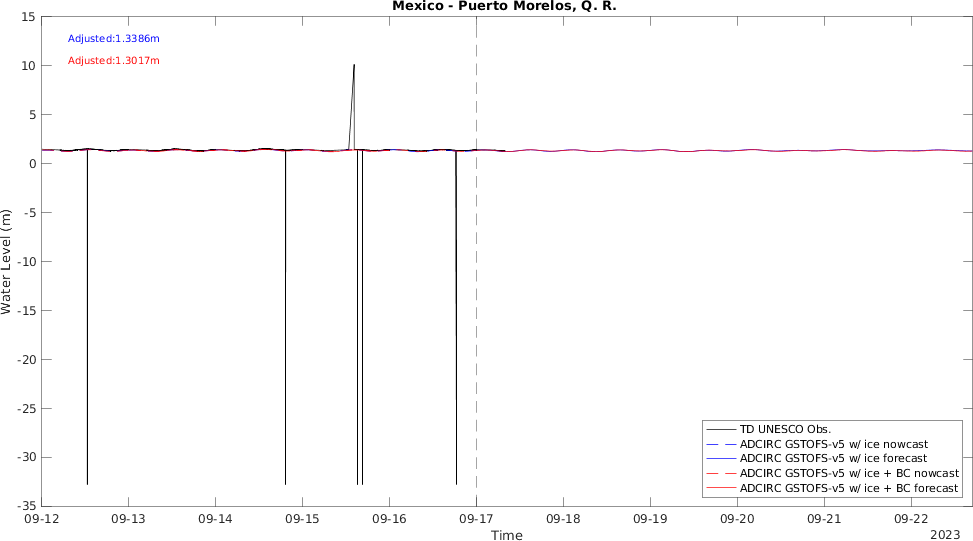 Mexico - Puerto Morelos, Q. R.
Adjusted:1.3386m
Adjusted:1.3017m
15
10
5
0
-5
-10
-15
-20
-25
-30
-35
Water Level (m)
TD UNESCO Obs.
ADCIRC GSTOFS-v5 w/ ice nowcast
ADCIRC GSTOFS-v5 w/ ice forecast
ADCIRC GSTOFS-v5 w/ ice + BC nowcast
ADCIRC GSTOFS-v5 w/ ice + BC forecast
09-12 09-13 09-14 09-15 09-16 09-17 09-18 09-19 09-20 09-21 09-22
Time
2023